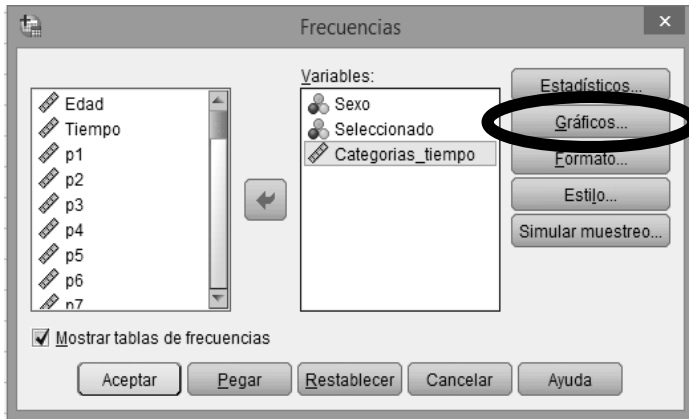 Frecuencias
Edad
Tiempo
p1
p2
p3
p4
p5
p6
p7
Variables:
Sexo
Seleccionado
Categorias_tiempo
Estadísticos...
Gráficos...
Formato...
Estilo...
Simular muestreo...
Mostrar tablas de frecuencias
Aceptar
Pegar
Restablecer
Cancelar
Ayuda